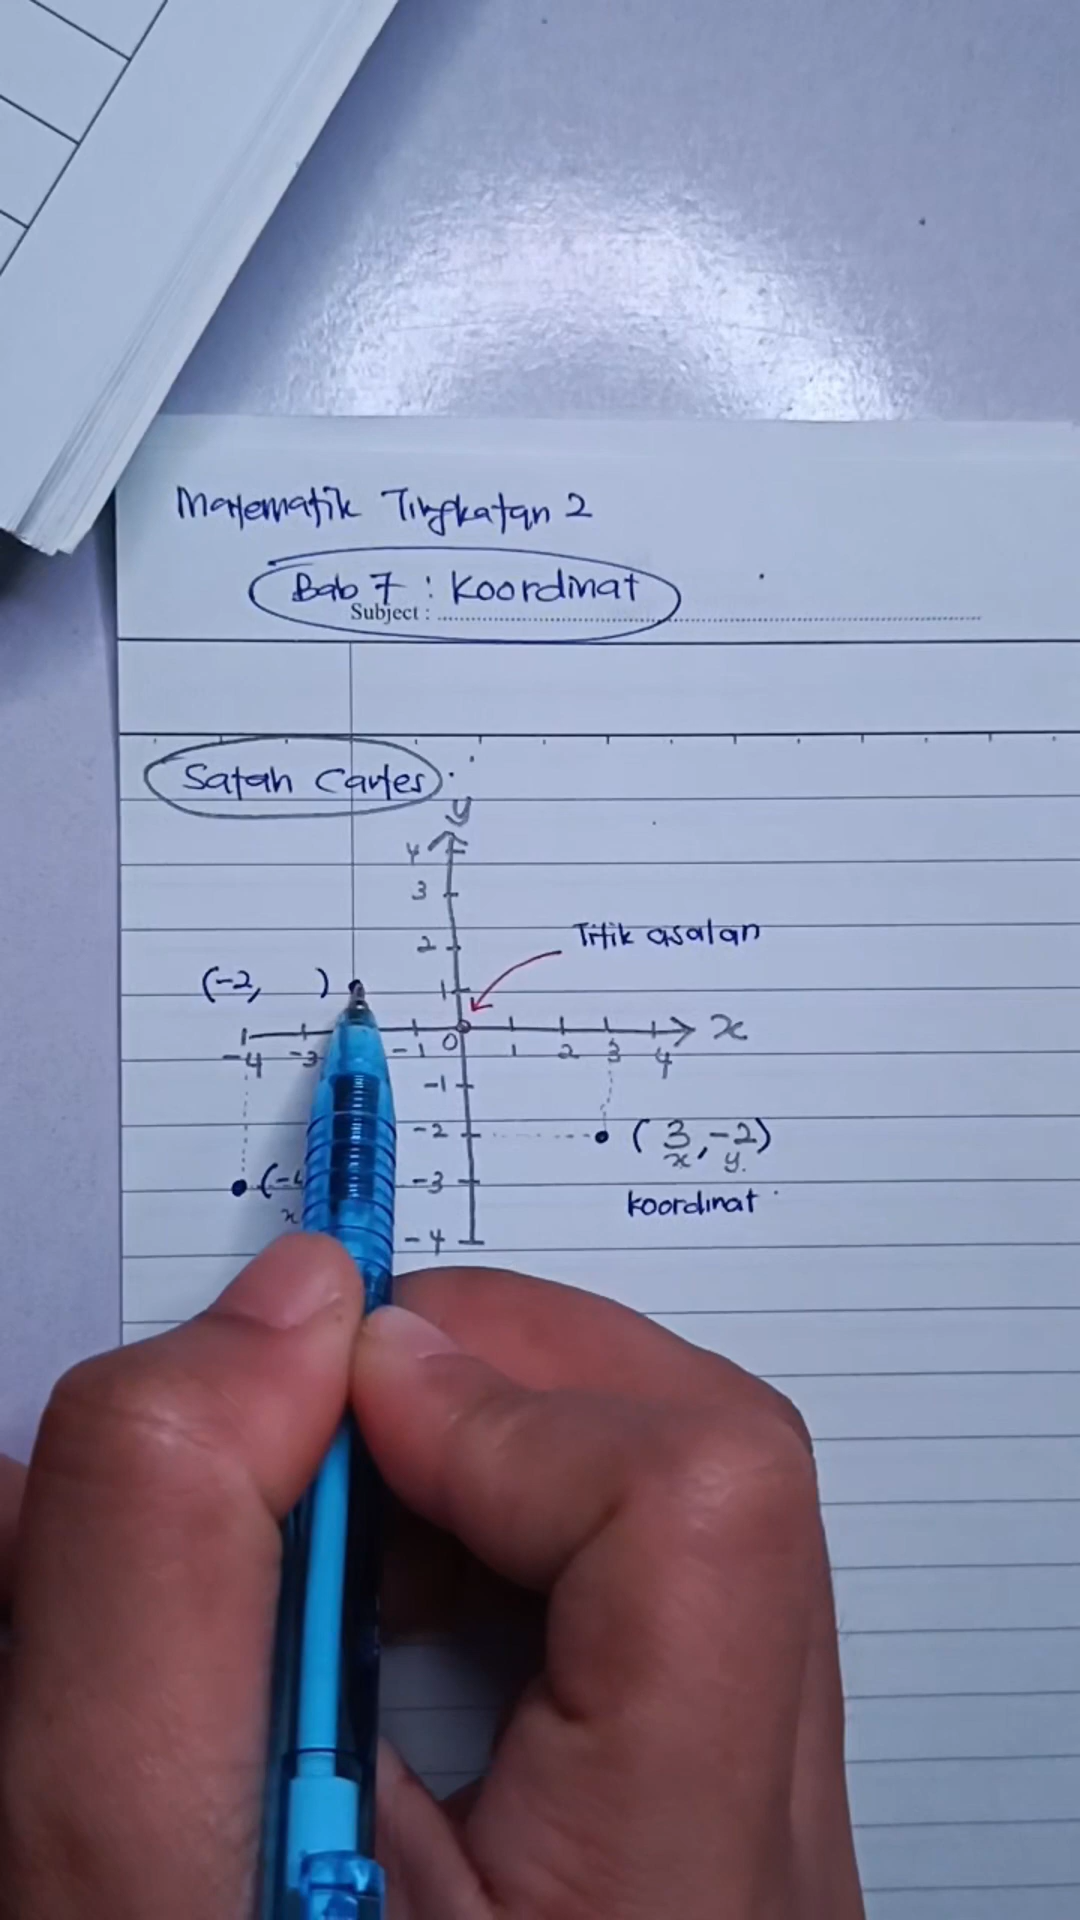 Matematik Tingkatan 2
Bab 7 : Koordinat
Subject :
Satah Cartes
y
4
3
2
Titik asalan
(-2, )
1
x
-4 -3 -1 0 1 2 3 4
-1
-2
(3, -2)
x y
-3
koordinat
x
-4